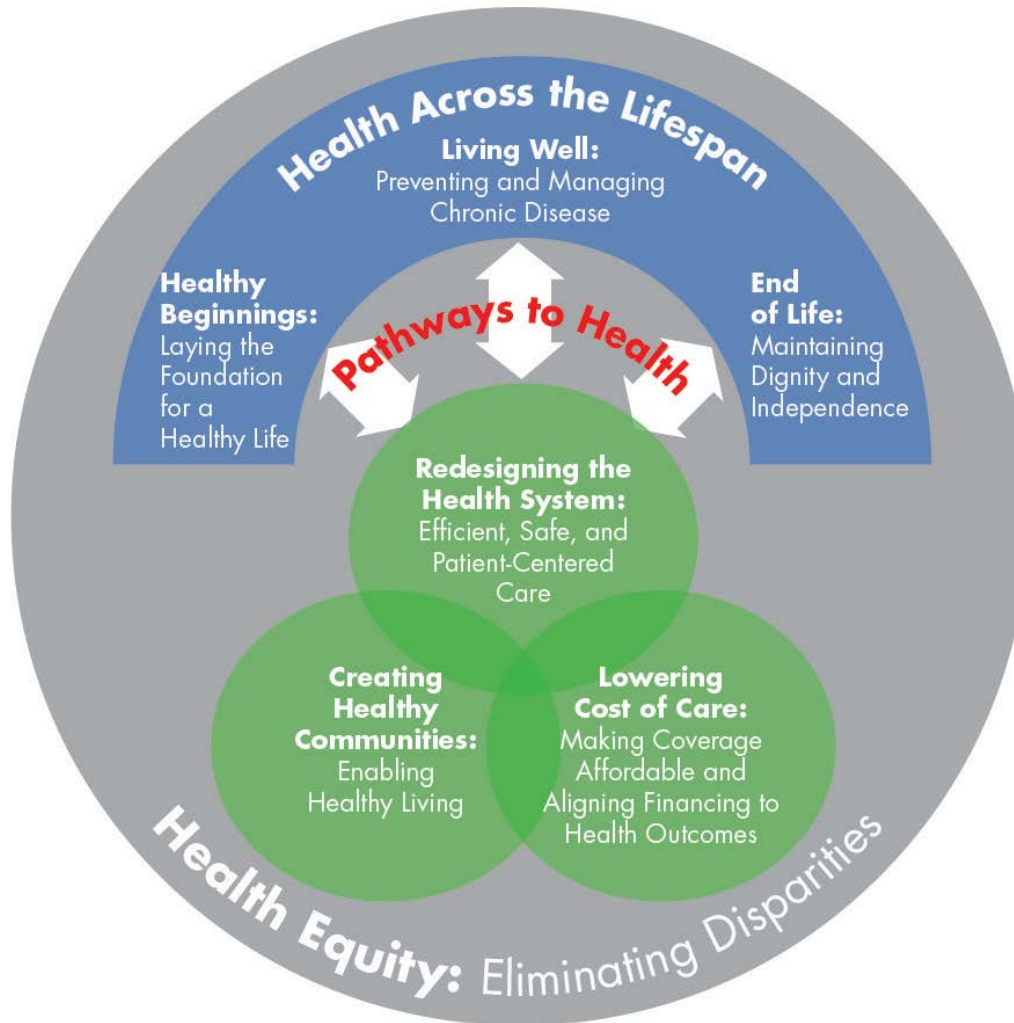 Health Across the Lifespan
Living Well:
Preventing and Managing
Chronic Disease
Healthy
Beginnings:
Laying the
Foundation
for a
Healthy Life
End
of Life:
Maintaining
Dignity and
Independence
Pathways to Health
Redesigning the
Health System:
Efficient, Safe, and
Patient-Centered
Care
Creating
Healthy
Communities:
Enabling
Healthy Living
Lowering
Cost of Care:
Making Coverage
Affordable and
Aligning Financing to
Health Outcomes
Health Equity: Eliminating Disparities